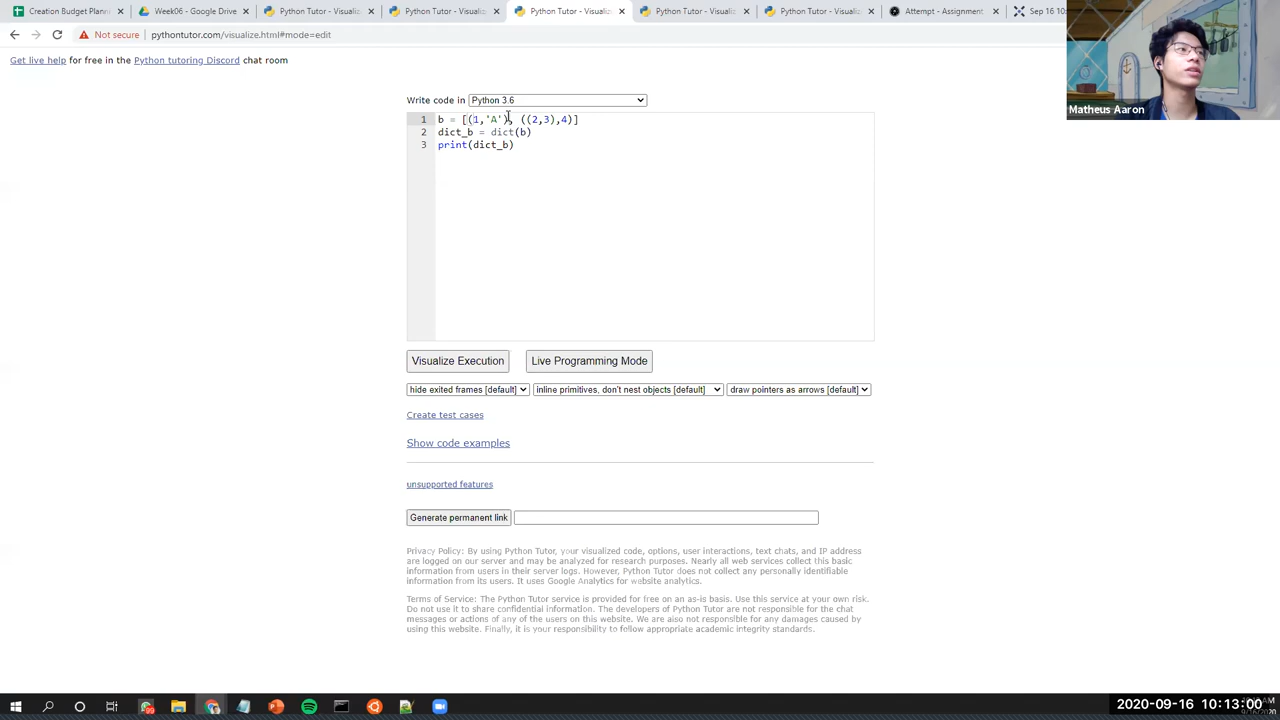 Creation Budget Planne
Week06 - Google Drive
Python Tutor - Visualiz
Python Tutor - Visualiz
Python Tutor - Visualiz
Python Tutor - Visualiz
Python Tutor - Visualiz
Attempt - Assignment
Sep 16 10:
Not secure
pythontutor.com/visualize.html#mode=edit
Get live help for free in the Python tutoring Discord chat room
Matheus Aaron
Write code in Python 3.6
1 b = [(1,'A'), ((2,3),4)]
2 dict_b = dict(b)
3 print(dict_b)
Visualize Execution
Live Programming Mode
hide exited frames [default]
inline primitives, don't nest objects [default]
draw pointers as arrows [default]
Create test cases
Show code examples
unsupported features
Generate permanent link
Privacy Policy: By using Python Tutor, your visualized code, options, user interactions, text chats, and IP address
are logged on our server and may be analyzed for research purposes. Nearly all web services collect this basic
information from users in their server logs. However, Python Tutor does not collect any personally identifiable
information from its users. It uses Google Analytics for website analytics.
Terms of Service: The Python Tutor service is provided for free on an as-is basis. Use this service at your own risk.
Do not use it to share confidential information. The developers of Python Tutor are not responsible for the chat
messages or actions of any of the users on this website. We are also not responsible for any damages caused by
using this website. Finally, it is your responsibility to follow appropriate academic integrity standards.
2020-09-16 10:13:00